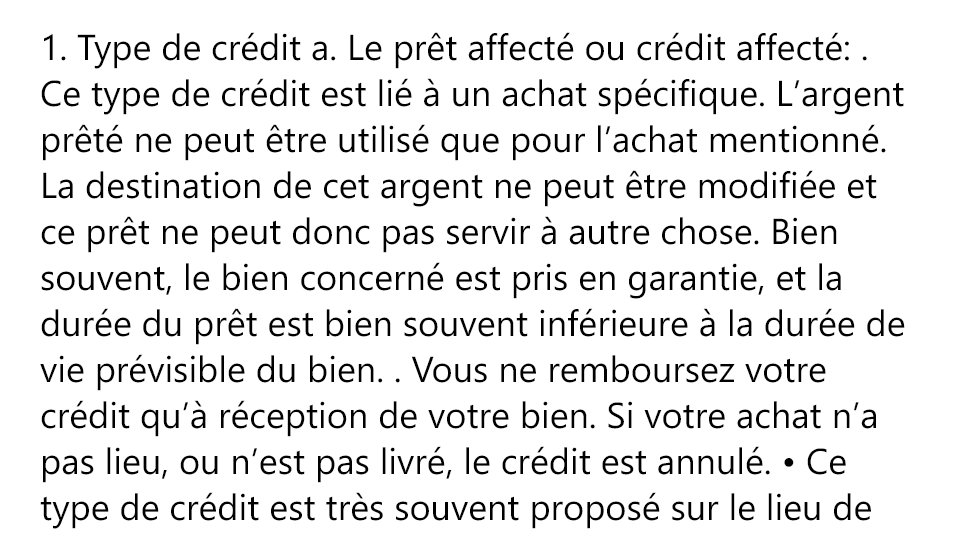 1. Type de crédit a. Le prêt affecté ou crédit affecté: .
Ce type de crédit est lié à un achat spécifique. L’argent
prêté ne peut être utilisé que pour l’achat mentionné.
La destination de cet argent ne peut être modifiée et
ce prêt ne peut donc pas servir à autre chose. Bien
souvent, le bien concerné est pris en garantie, et la
durée du prêt est bien souvent inférieure à la durée de
vie prévisible du bien. . Vous ne remboursez votre
crédit qu’à réception de votre bien. Si votre achat n’a
pas lieu, ou n’est pas livré, le crédit est annulé. • Ce
type de crédit est très souvent proposé sur le lieu de